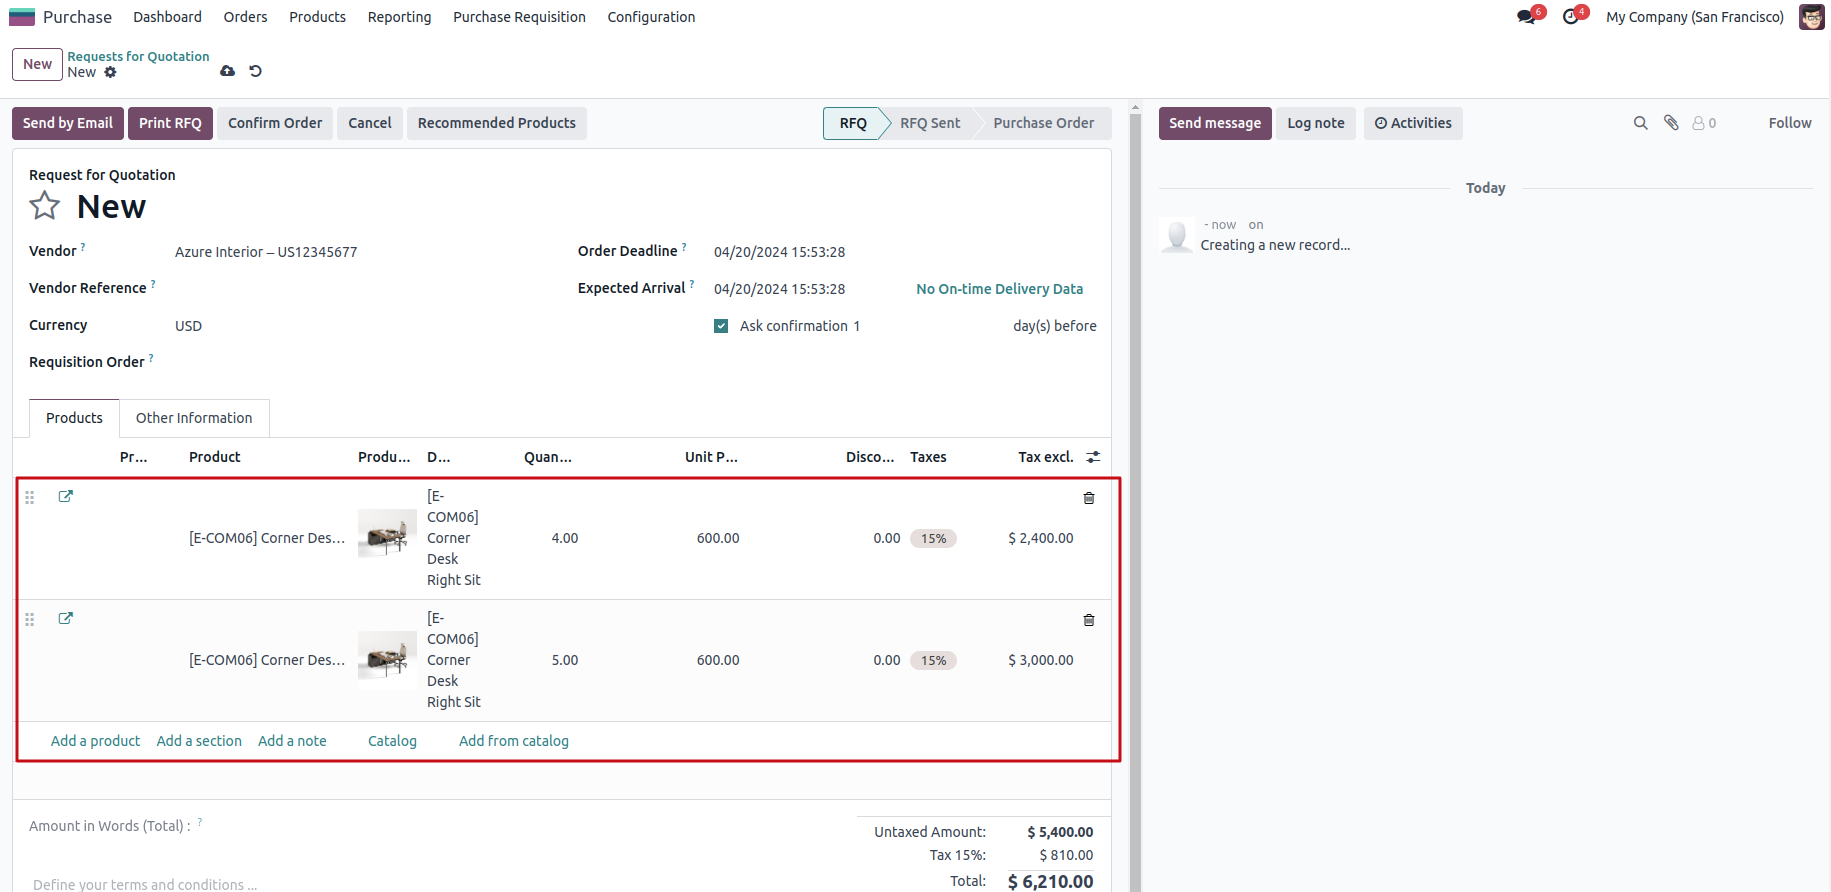 Purchase Dashboard Orders Products Reporting Purchase Requisition Configuration 6 4 My Company (San Francisco)
New Requests for Quotation
New
Send by Email Print RFQ Confirm Order Cancel Recommended Products RFQ RFQ Sent Purchase Order Send message Log note Activities 0 Follow
Request for Quotation
New
Today
Vendor ? Azure Interior – US12345677 Order Deadline ? 04/20/2024 15:53:28
- now on
Creating a new record...
Vendor Reference ? Expected Arrival ? 04/20/2024 15:53:28 No On-time Delivery Data
Currency USD Ask confirmation 1 day(s) before
Requisition Order ?
Products Other Information
Pr... Product Produ... D... Quan... Unit P... Disco... Taxes Tax excl.
[E-COM06] Corner Des... [E-
COM06]
Corner
Desk
Right Sit 4.00 600.00 0.00 15% $ 2,400.00
[E-COM06] Corner Des... [E-
COM06]
Corner
Desk
Right Sit 5.00 600.00 0.00 15% $ 3,000.00
Add a product Add a section Add a note Catalog Add from catalog
Amount in Words (Total) : ?
Untaxed Amount: $ 5,400.00
Tax 15%: $ 810.00
Total: $ 6,210.00
Define your terms and conditions ...